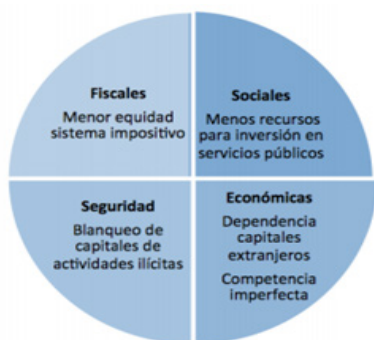 Fiscales
Menor equidad
sistema impositivo
Sociales
Menos recursos
para inversión en
servicios públicos
Seguridad
Blanqueo de
capitales de
actividades ilícitas
Económicas
Dependencia
capitales
extranjeros
Competencia
imperfecta